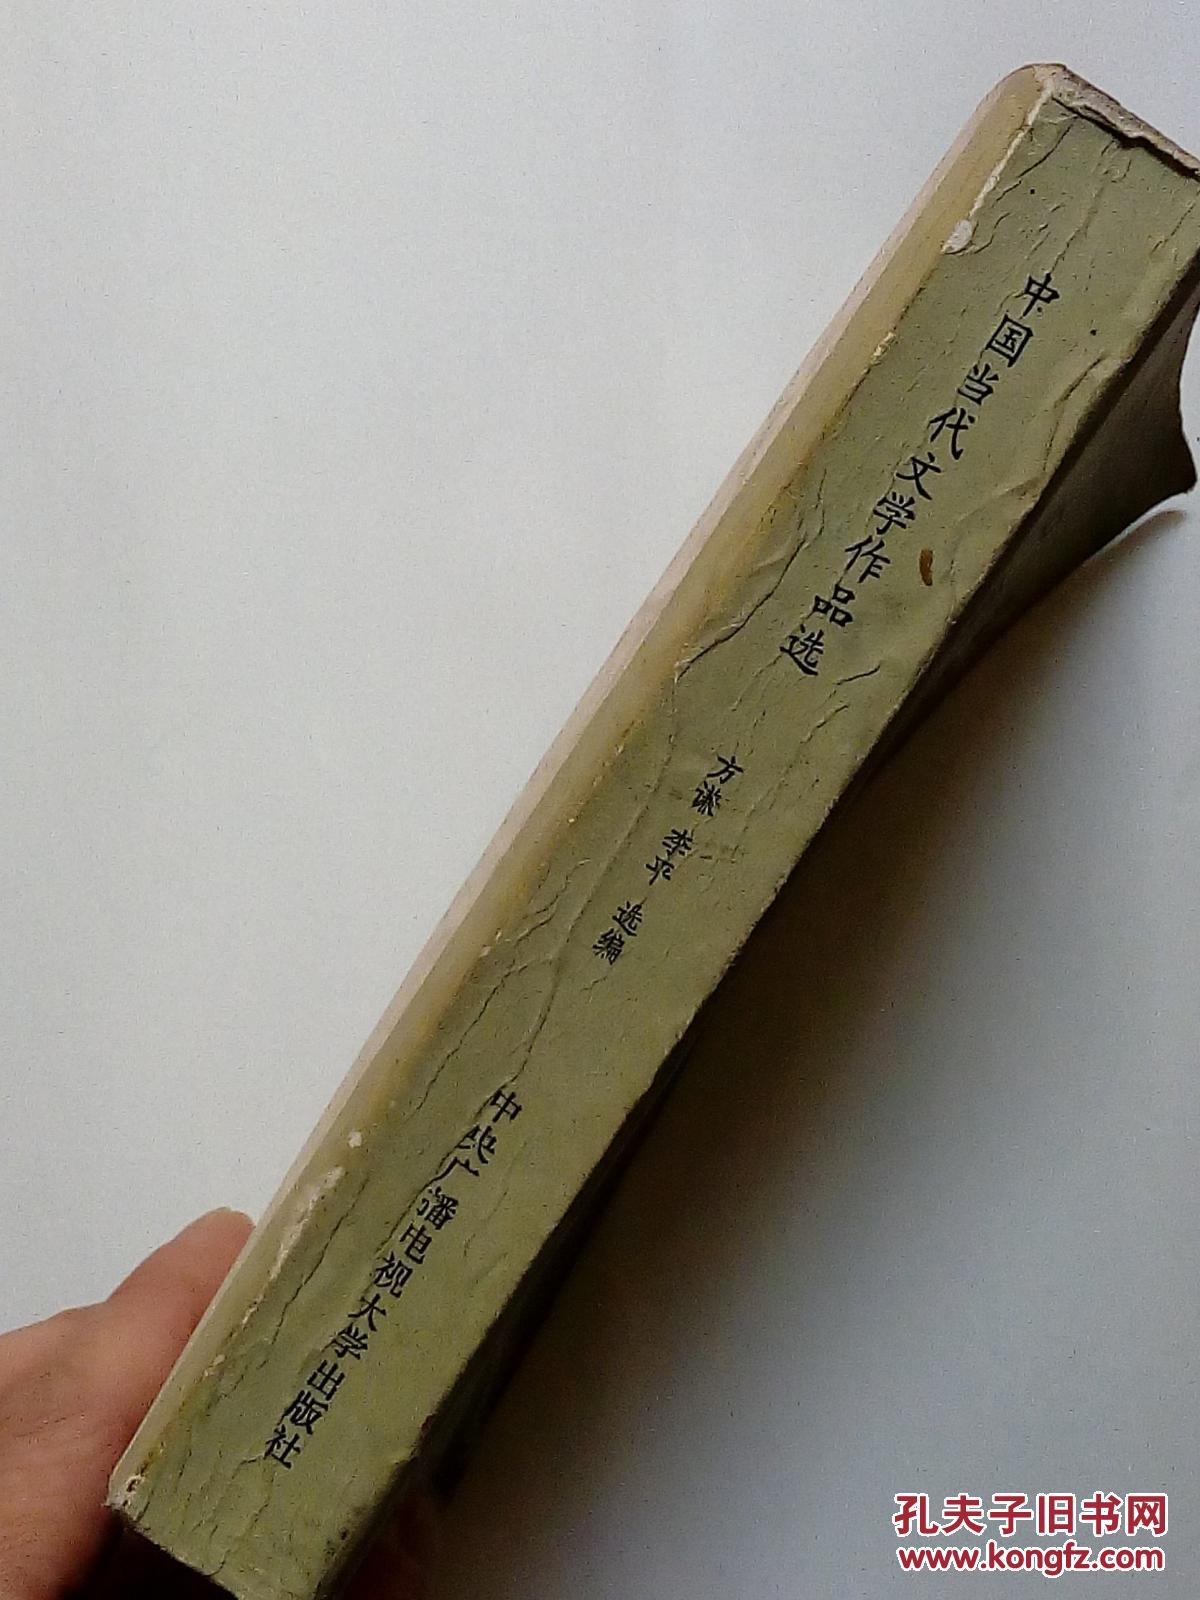 中国当代文学作品选
方谦 李平 选编
中央广播电视大学出版社
孔夫子旧书网
www.kongfz.com